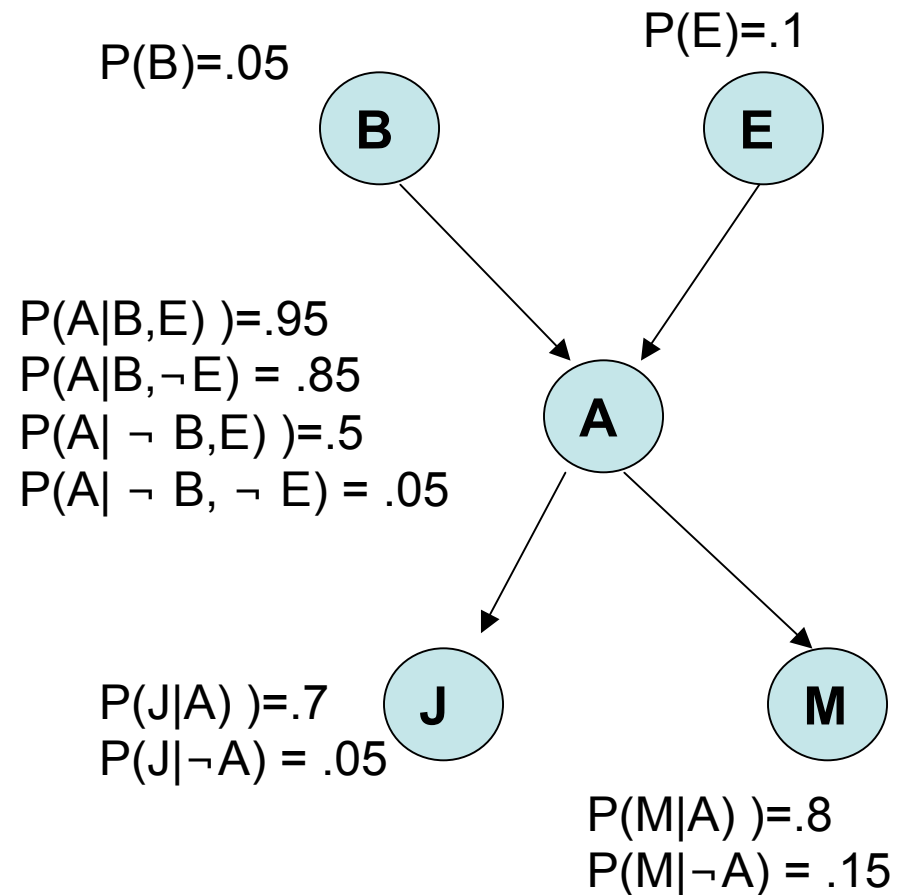 P(B)=.05
P(E)=.1
B
E
P(A|B,E) )=.95
P(A|B,¬E) = .85
P(A| ¬ B,E) )=.5
P(A| ¬ B, ¬ E) = .05
A
P(J|A) )=.7
P(J|¬A) = .05
J
M
P(M|A) )=.8
P(M|¬A) = .15